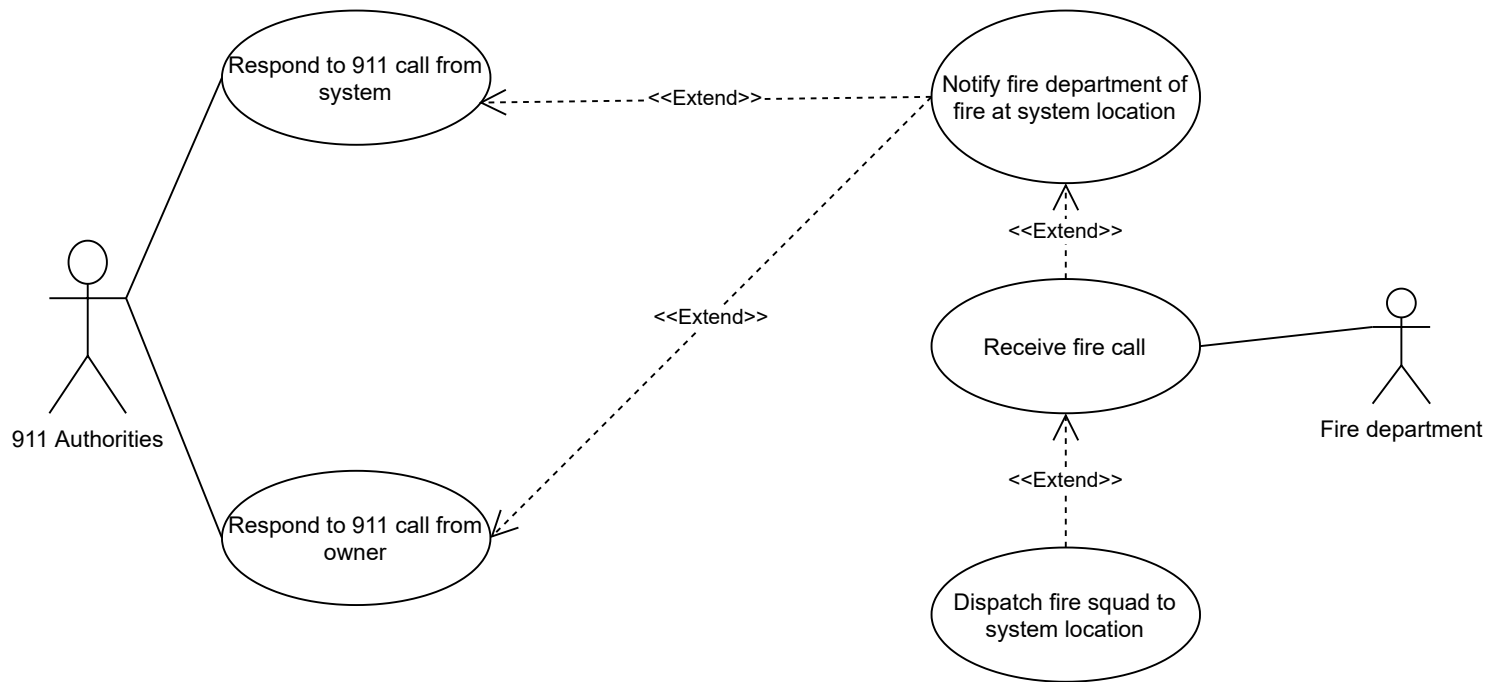 Respond to 911 call from
system
<<Extend>>
Notify fire department of
fire at system location
<<Extend>>
<<Extend>>
Receive fire call
911 Authorities
Fire department
<<Extend>>
Respond to 911 call from
owner
Dispatch fire squad to
system location